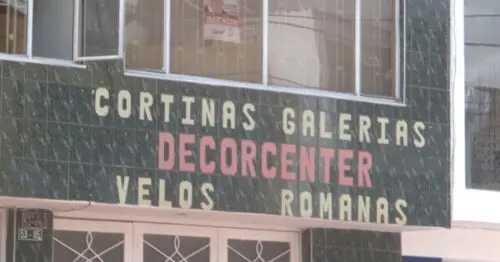 CORTINAS GALERIAS
DECORCENTER
VELOS ROMANAS